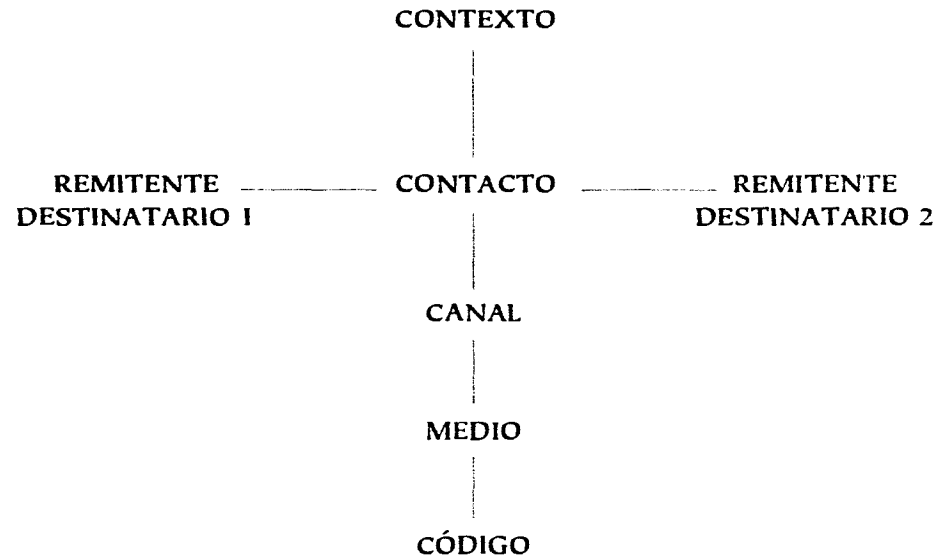 CONTEXTO
REMITENTE CONTACTO REMITENTE
DESTINATARIO 1 DESTINATARIO 2
CANAL
MEDIO
CÓDIGO